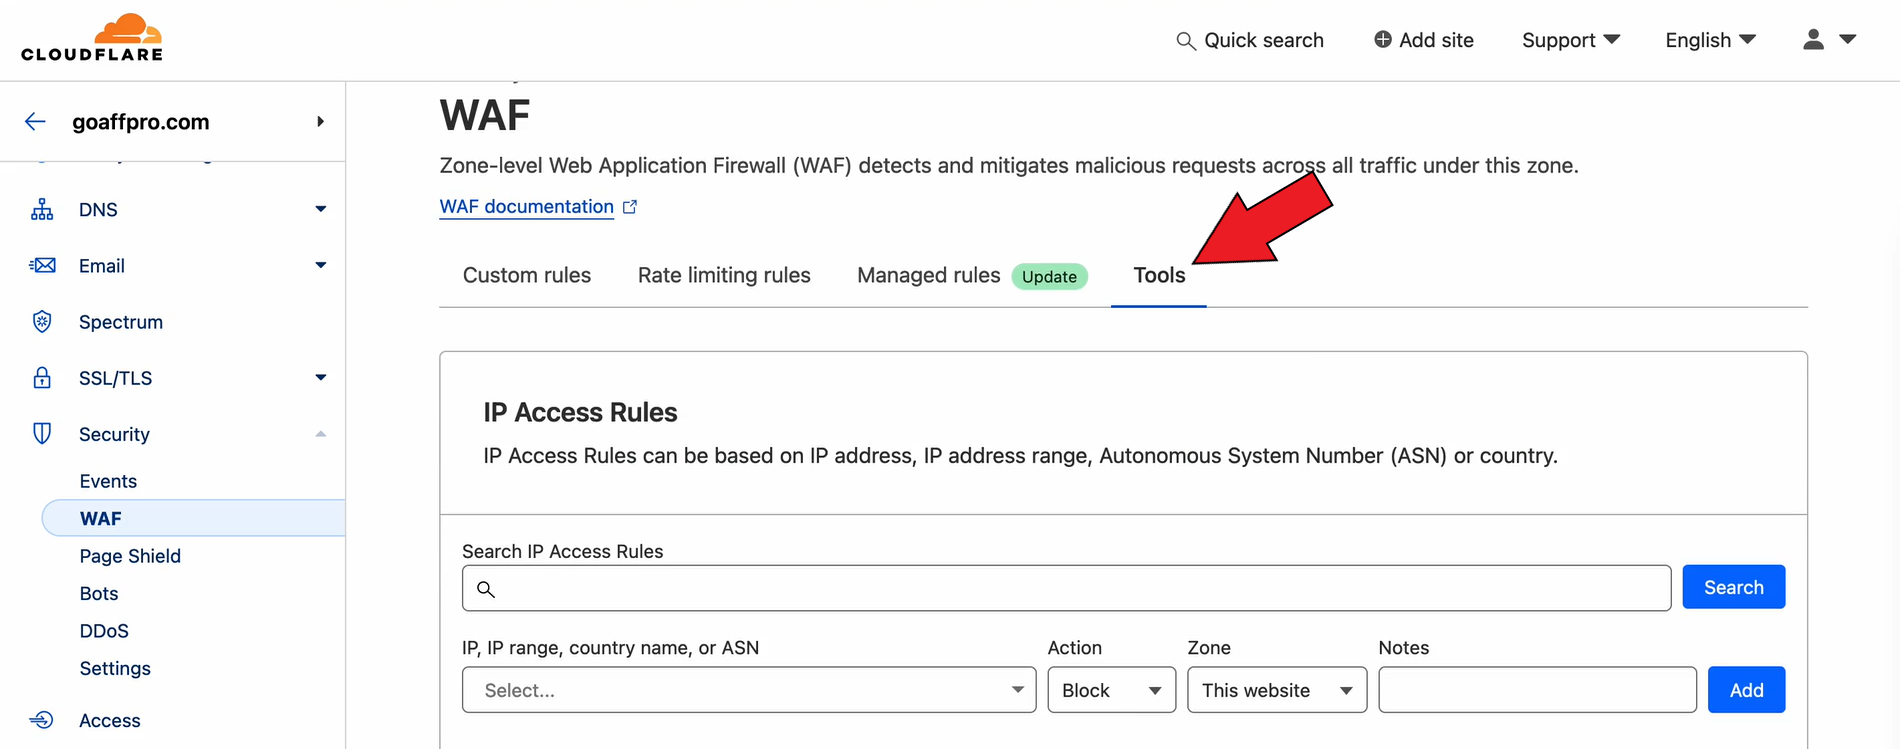 CLOUDFLARE
Quick search
Add site
Support
English
goaffpro.com
DNS
Email
Spectrum
SSL/TLS
Security
Events
WAF
Page Shield
Bots
DDoS
Settings
Access
WAF
Zone-level Web Application Firewall (WAF) detects and mitigates malicious requests across all traffic under this zone.
WAF documentation
Custom rules Rate limiting rules Managed rules Update Tools
IP Access Rules
IP Access Rules can be based on IP address, IP address range, Autonomous System Number (ASN) or country.
Search IP Access Rules
Search
IP, IP range, country name, or ASN Action Zone Notes
Select... Block This website Add